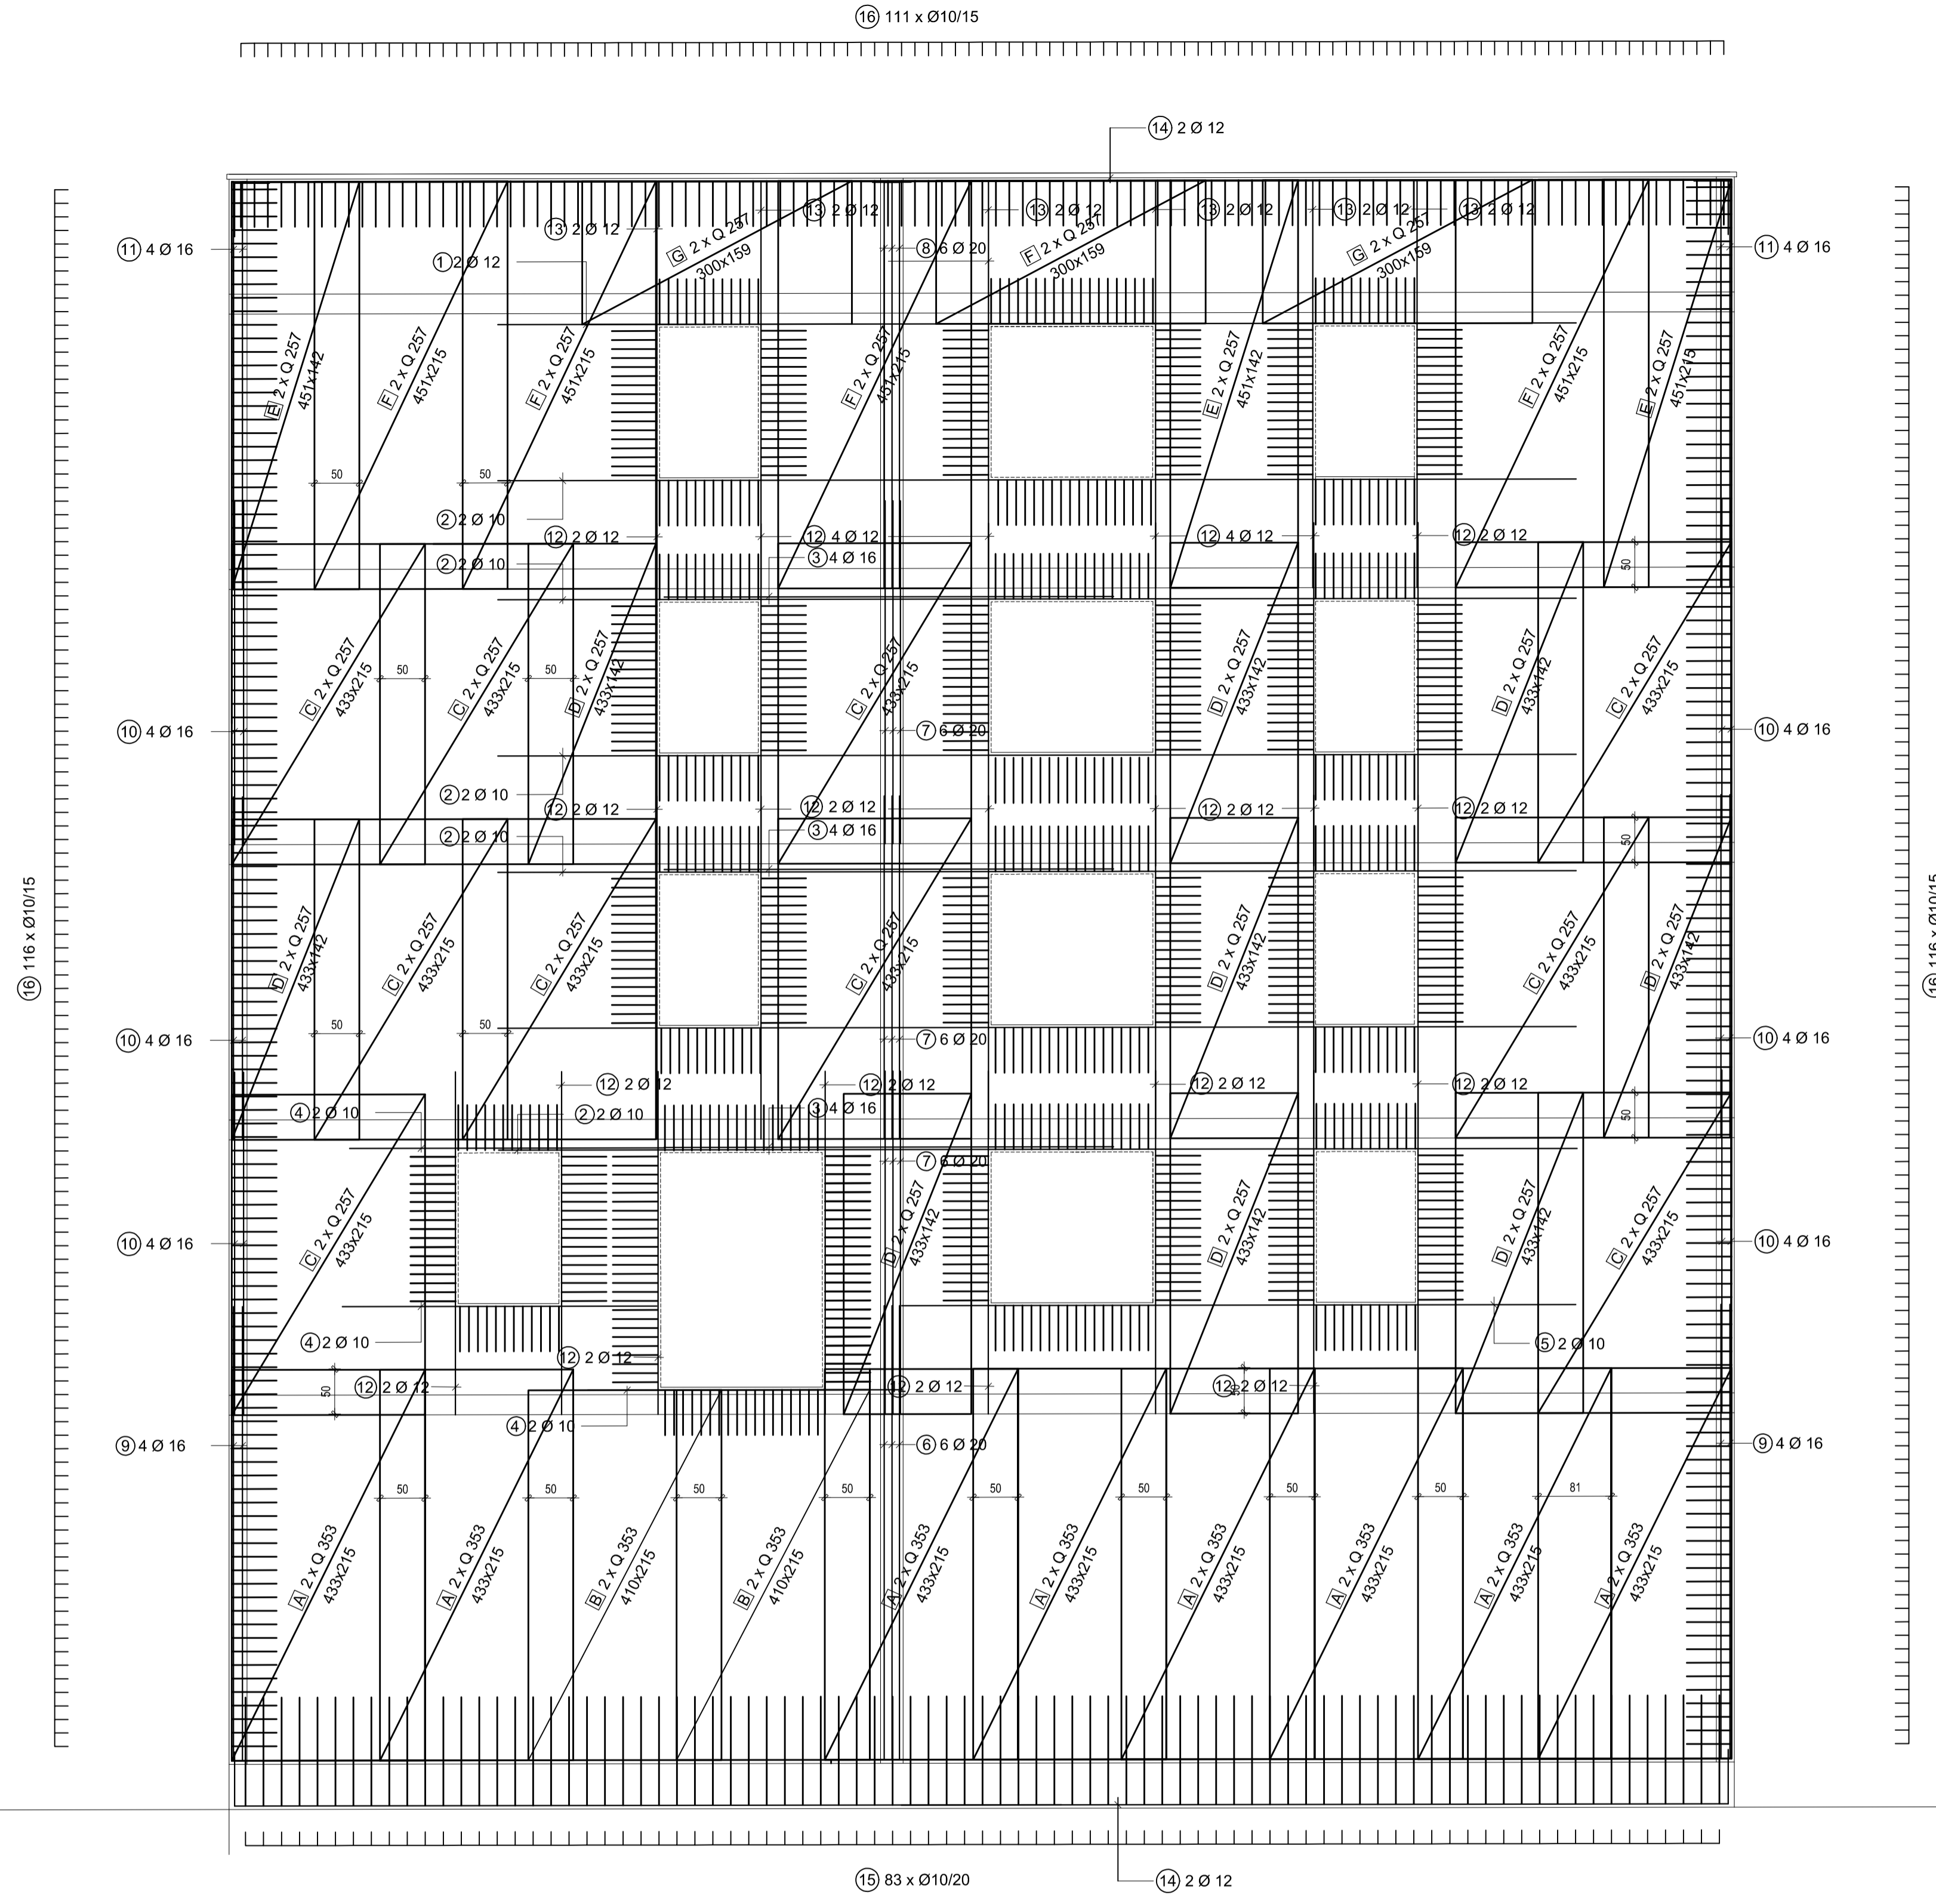 16 111 x Ø10/15
14 2 Ø 12
13 2 Ø 12
13 2 Ø 12
13 2 Ø 12
13 2 Ø 12
13 2 Ø 12
13 2 Ø 12
11 4 Ø 16
1 2 Ø 12
G 2 x Q 257
300x159
8 6 Ø 20
F 2 x Q 257
300x159
G 2 x Q 257
300x159
11 4 Ø 16
E 2 x Q 257
451x142
F 2 x Q 257
451x215
F 2 x Q 257
451x215
F 2 x Q 257
451x215
E 2 x Q 257
451x142
F 2 x Q 257
451x215
E 2 x Q 257
451x215
50
50
2 2 Ø 10
12 2 Ø 12
12 4 Ø 12
12 4 Ø 12
12 2 Ø 12
2 2 Ø 10
3 4 Ø 16
50
C 2 x Q 257
433x215
C 2 x Q 257
433x215
D 2 x Q 257
433x142
C 2 x Q 257
433x215
D 2 x Q 257
433x142
D 2 x Q 257
433x142
C 2 x Q 257
433x215
50
50
10 4 Ø 16
7 6 Ø 20
10 4 Ø 16
2 2 Ø 10
12 2 Ø 12
12 2 Ø 12
12 2 Ø 12
12 2 Ø 12
2 2 Ø 10
3 4 Ø 16
50
16 116 x Ø10/15
D 2 x Q 257
433x142
C 2 x Q 257
433x215
C 2 x Q 257
433x215
C 2 x Q 257
433x215
D 2 x Q 257
433x142
C 2 x Q 257
433x215
D 2 x Q 257
433x142
16 116 x Ø10/15
50
50
10 4 Ø 16
7 6 Ø 20
10 4 Ø 16
12 2 Ø 12
12 2 Ø 12
12 2 Ø 12
12 2 Ø 12
4 2 Ø 10
2 2 Ø 10
3 4 Ø 16
50
7 6 Ø 20
C 2 x Q 257
433x215
D 2 x Q 257
433x142
D 2 x Q 257
433x142
D 2 x Q 257
433x142
C 2 x Q 257
433x215
10 4 Ø 16
10 4 Ø 16
4 2 Ø 10
12 2 Ø 12
5 2 Ø 10
50
12 2 Ø 12
12 2 Ø 12
12 2 Ø 12
50
4 2 Ø 10
9 4 Ø 16
6 6 Ø 20
9 4 Ø 16
50
50
50
50
50
50
50
50
81
A 2 x Q 353
433x215
A 2 x Q 353
433x215
B 2 x Q 353
410x215
B 2 x Q 353
410x215
A 2 x Q 353
433x215
A 2 x Q 353
433x215
A 2 x Q 353
433x215
A 2 x Q 353
433x215
A 2 x Q 353
433x215
A 2 x Q 353
433x215
15 83 x Ø10/20
14 2 Ø 12